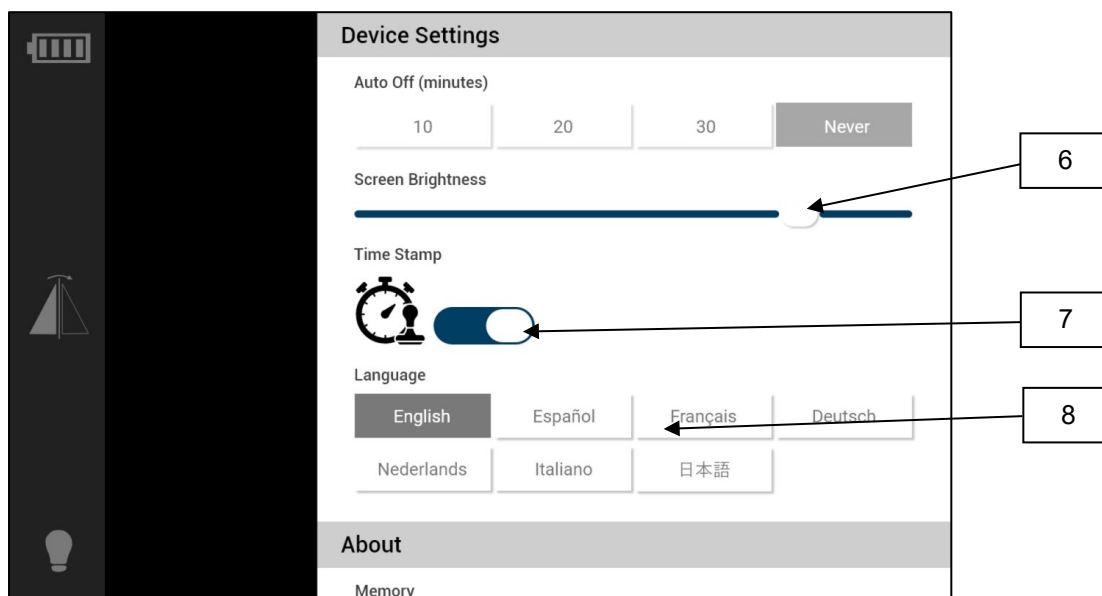 Device Settings
Auto Off (minutes)
10 20 30 Never
6
Screen Brightness
Time Stamp
7
Language
English Español Français Deutsch
8
Nederlands Italiano 日本語
About
Memory